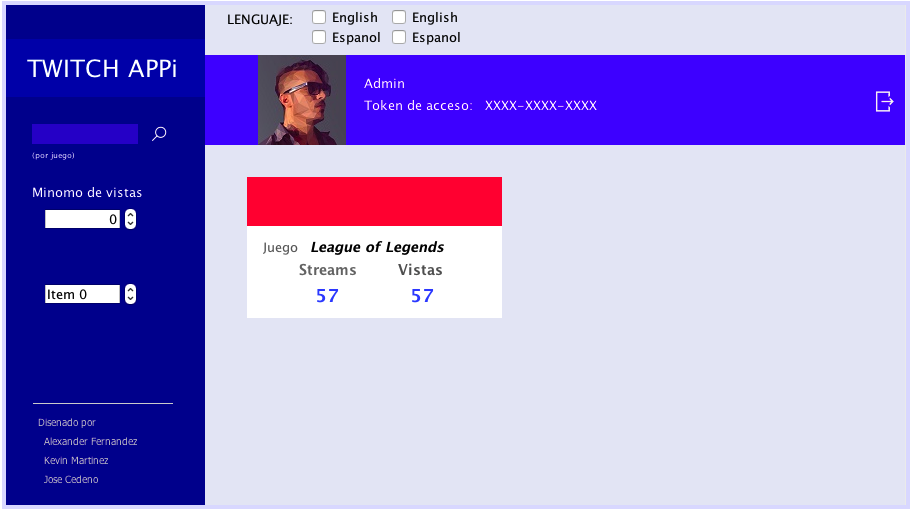 LENGUAJE:
English English
Espanol Espanol
TWITCH APPi
Admin
Token de acceso: XXXX-XXXX-XXXX
(por juego)
Minomo de vistas
0
Item 0
Juego League of Legends
Streams Vistas
57 57
Disenado por
Alexander Fernandez
Kevin Martinez
Jose Cedeno